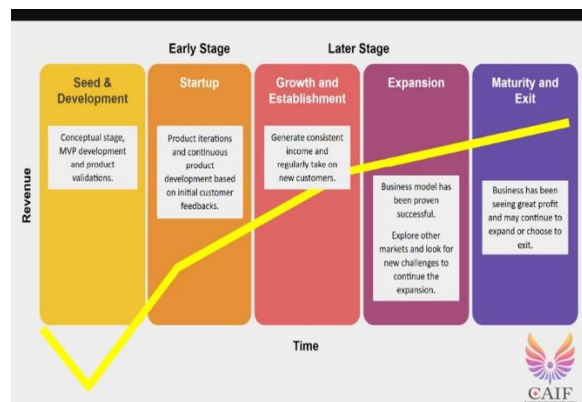 Early Stage
Later Stage
Seed &
Development
Startup
Growth and
Establishment
Expansion
Maturity and
Exit
Conceptual stage,
MVP development
and product
validations.
Product iterations
and continuous
product
development based
on initial customer
feedbacks.
Generate consistent
income and
regularly take on
new customers.
Business model has
been proven
successful.
Explore other
markets and look for
new challenges to
continue the
expansion.
Business has been
seeing great profit
and may continue to
expand or choose to
exit.
Revenue
Time
CAIF